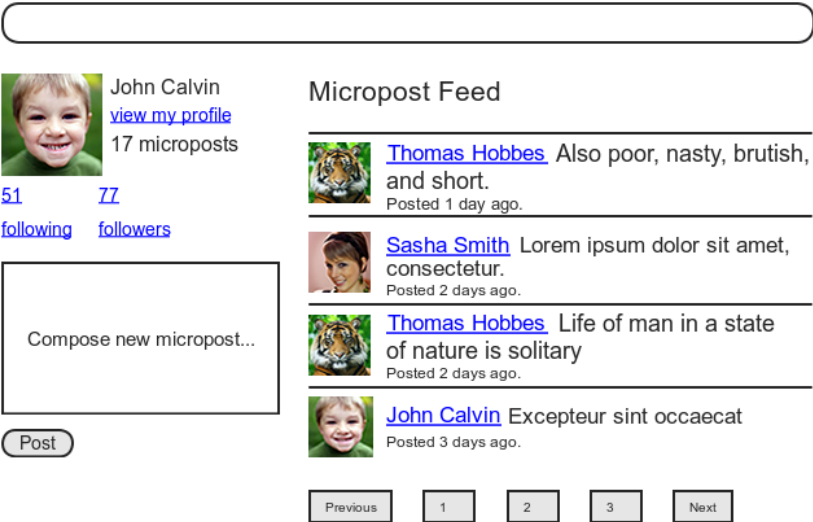 John Calvin
view my profile
17 microposts
51 77
following followers
Compose new micropost...
Post
Micropost Feed
Thomas Hobbes Also poor, nasty, brutish,
and short.
Posted 1 day ago.
Sasha Smith Lorem ipsum dolor sit amet,
consectetur.
Posted 2 days ago.
Thomas Hobbes Life of man in a state
of nature is solitary
Posted 2 days ago.
John Calvin Excepteur sint occaecat
Posted 3 days ago.
Previous 1 2 3 Next